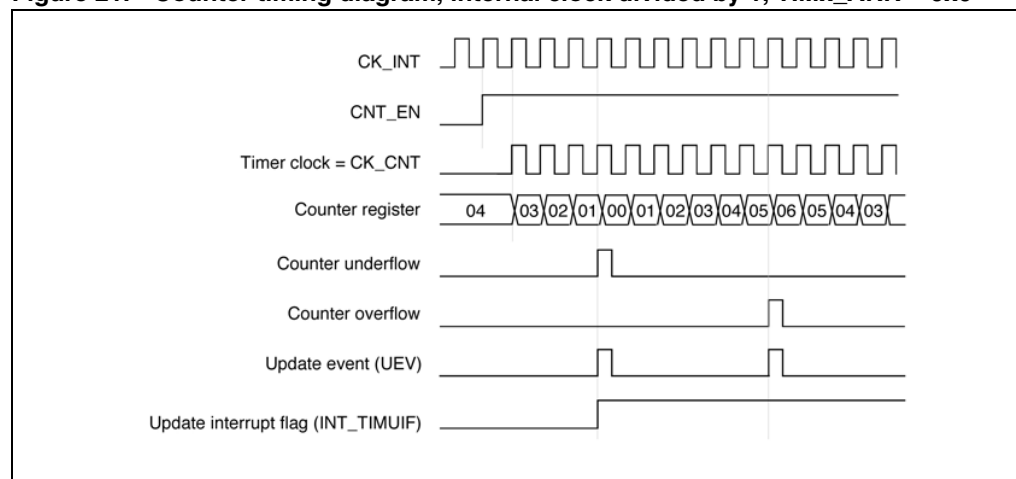 CK_INT
CNT_EN
Timer clock = CK_CNT
Counter register 04 03 02 01 00 01 02 03 04 05 06 05 04 03
Counter underflow
Counter overflow
Update event (UEV)
Update interrupt flag (INT_TIMUIF)